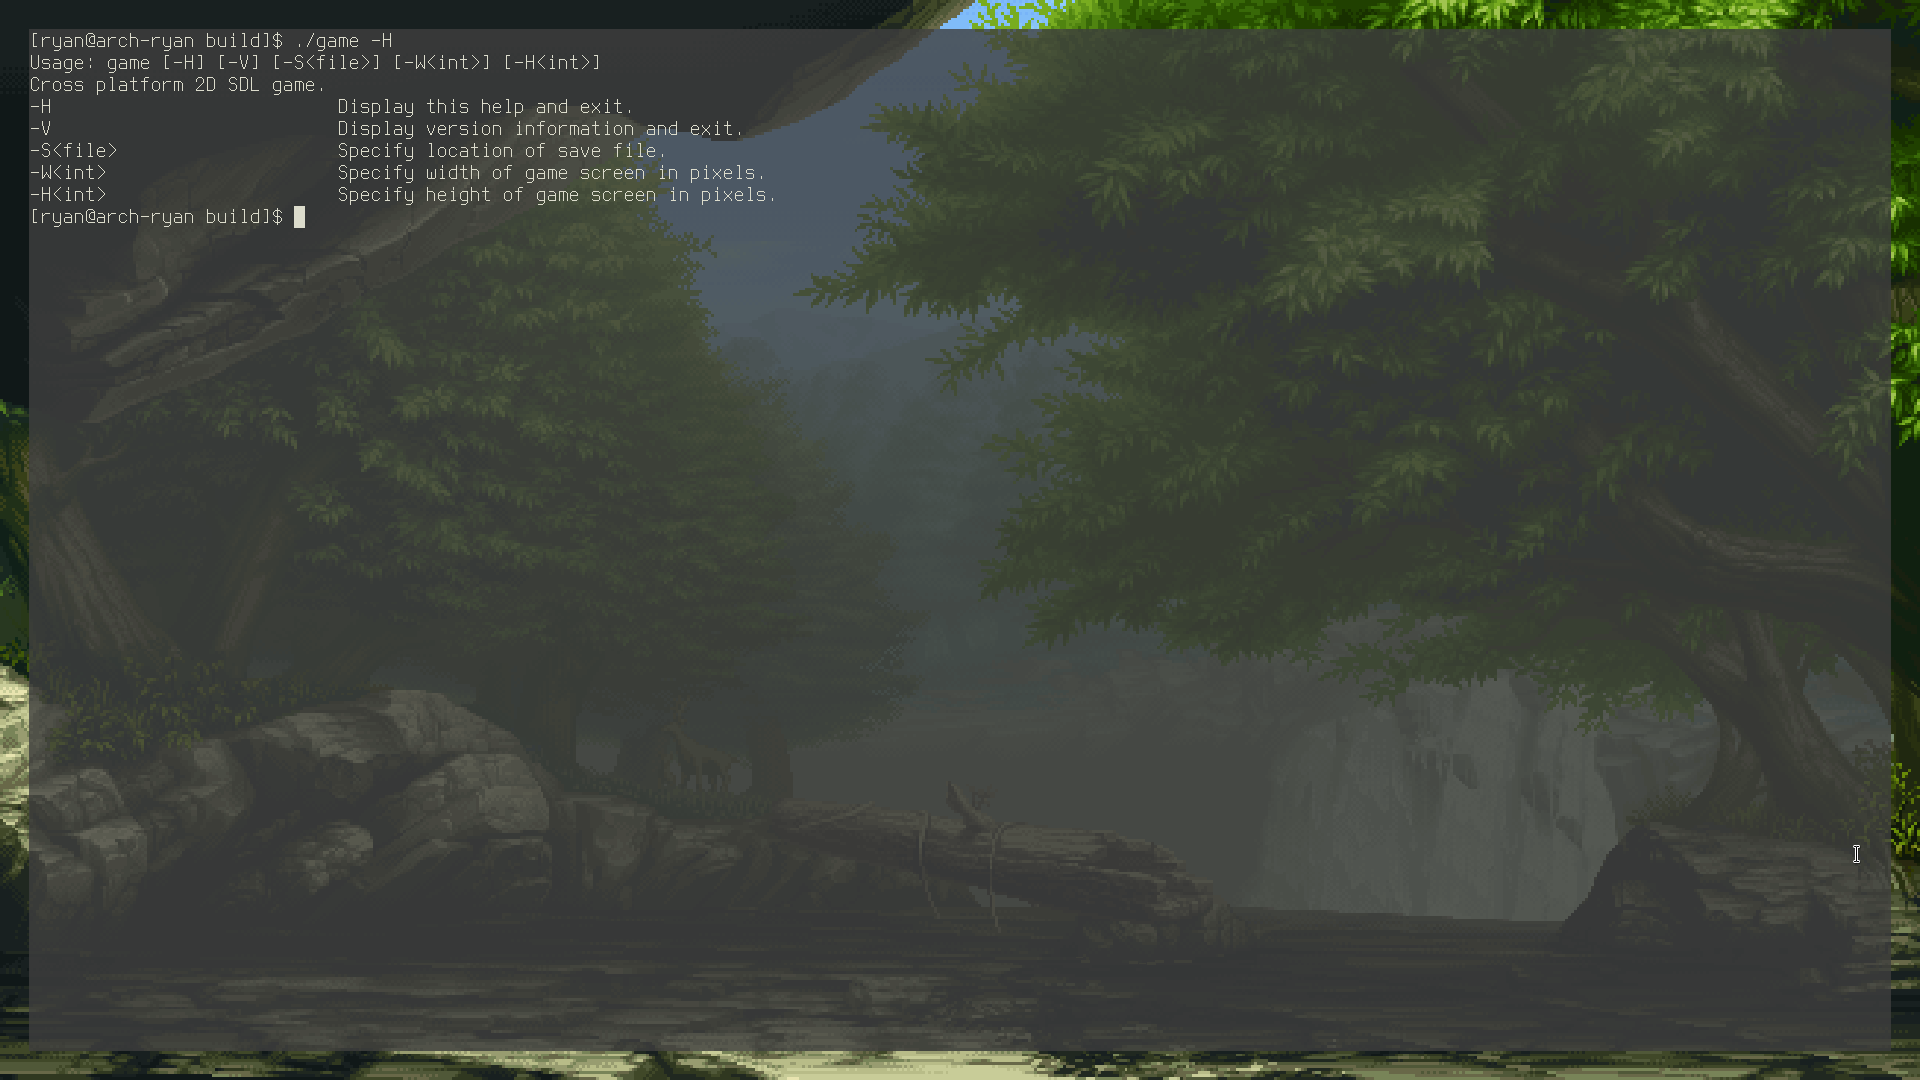 [ryan@arch-ryan build]$ ./game -H
Usage: game [-H] [-V] [-S<file>] [-W<int>] [-H<int>]
Cross platform 2D SDL game.
-H                          Display this help and exit.
-V                          Display version information and exit.
-S<file>                    Specify location of save file.
-W<int>                     Specify width of game screen in pixels.
-H<int>                     Specify height of game screen in pixels.
[ryan@arch-ryan build]$